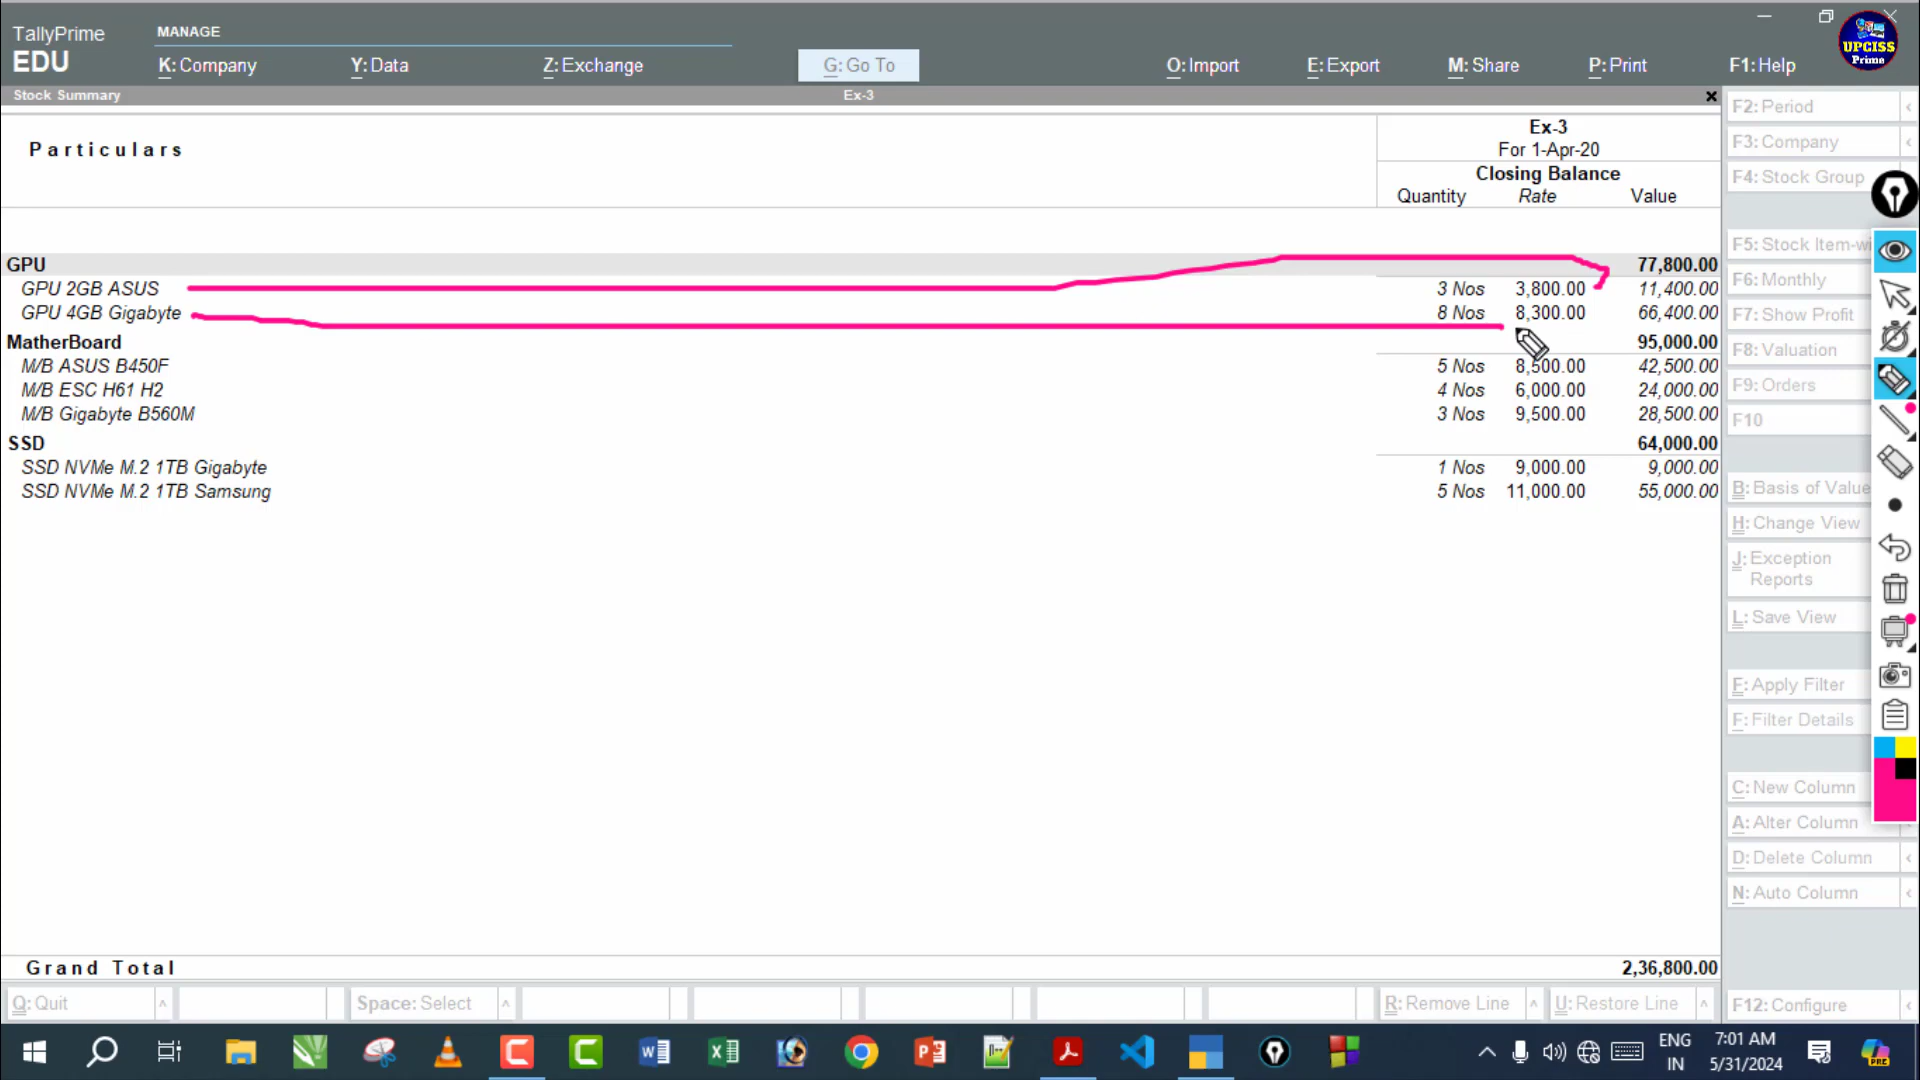 TallyPrime
EDU
MANAGE
K: Company Y: Data Z: Exchange G: Go To O: Import E: Export M: Share P: Print F1: Help
UPCISS
Prime
Stock Summary Ex-3
Particulars
Ex-3
For 1-Apr-20
Closing Balance
Quantity Rate Value
GPU 77,800.00
GPU 2GB ASUS 3 Nos 3,800.00 11,400.00
GPU 4GB Gigabyte 8 Nos 8,300.00 66,400.00
MatherBoard 95,000.00
M/B ASUS B450F 5 Nos 8,500.00 42,500.00
M/B ESC H61 H2 4 Nos 6,000.00 24,000.00
M/B Gigabyte B560M 3 Nos 9,500.00 28,500.00
SSD 64,000.00
SSD NVMe M.2 1TB Gigabyte 1 Nos 9,000.00 9,000.00
SSD NVMe M.2 1TB Samsung 5 Nos 11,000.00 55,000.00
Grand Total 2,36,800.00
F2: Period
F3: Company
F4: Stock Group
F5: Stock Item-wi
F6: Monthly
F7: Show Profit
F8: Valuation
F9: Orders
F10
B: Basis of Value
H: Change View
J: Exception
Reports
L: Save View
F: Apply Filter
F: Filter Details
C: New Column
A: Alter Column
D: Delete Column
N: Auto Column
Q: Quit Space: Select R: Remove Line U: Restore Line F12: Configure
ENG
IN
7:01 AM
5/31/2024
PRE